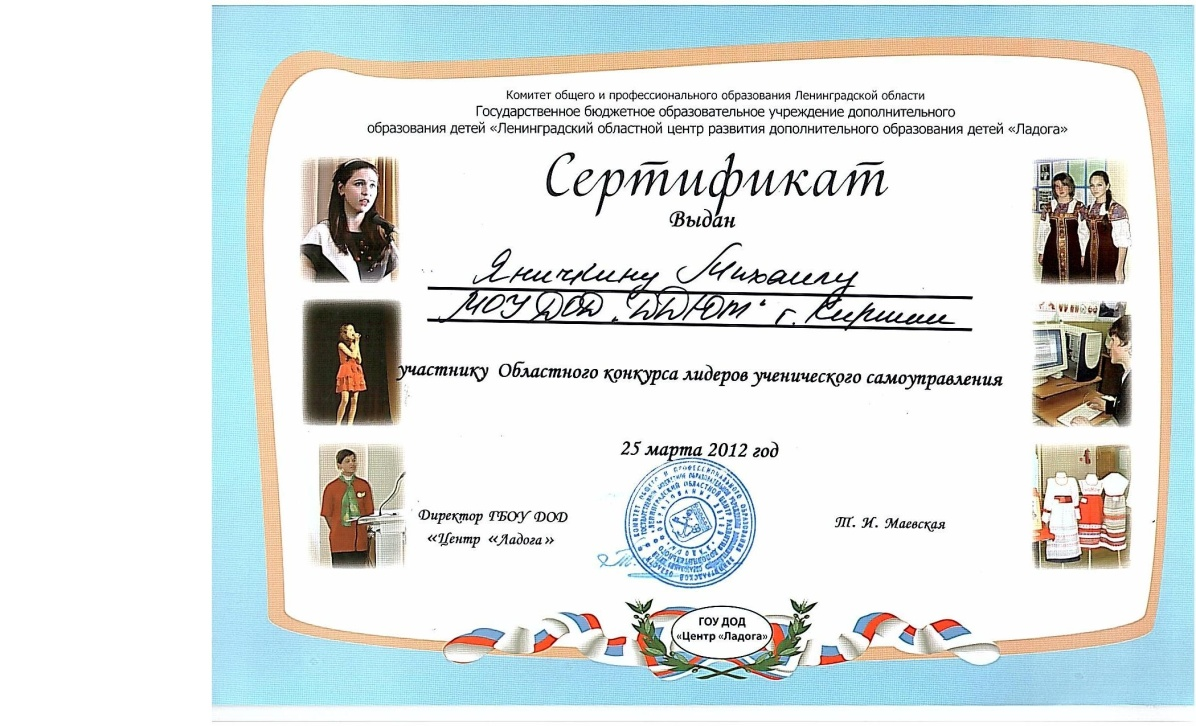 Комитет общего и профессионального образования Ленинградской области
Государственное бюджетное образовательное учреждение дополнительного
образования детей «Ленинградский областной центр развития дополнительного образования детей «Ладога»
Сертификат
Выдан
Яничкину Михаилу
МОУ ДОД "ДДЮТ" г. Кириши
участнику Областного конкурса лидеров ученического самоуправления
25 марта 2012 год
Директор ГБОУ ДОД
«Центр «Ладога»
Т. И. Маевская
ГОУ ДОД
«Центр «Ладога»